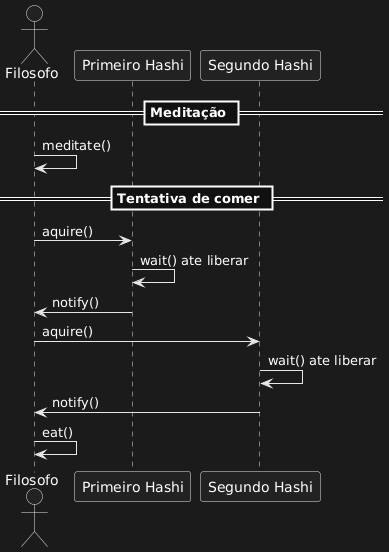 Filosofo
Primeiro Hashi
Segundo Hashi
Meditação
meditate()
Tentativa de comer
aquire()
wait() ate liberar
notify()
aquire()
wait() ate liberar
notify()
eat()
Filosofo
Primeiro Hashi
Segundo Hashi